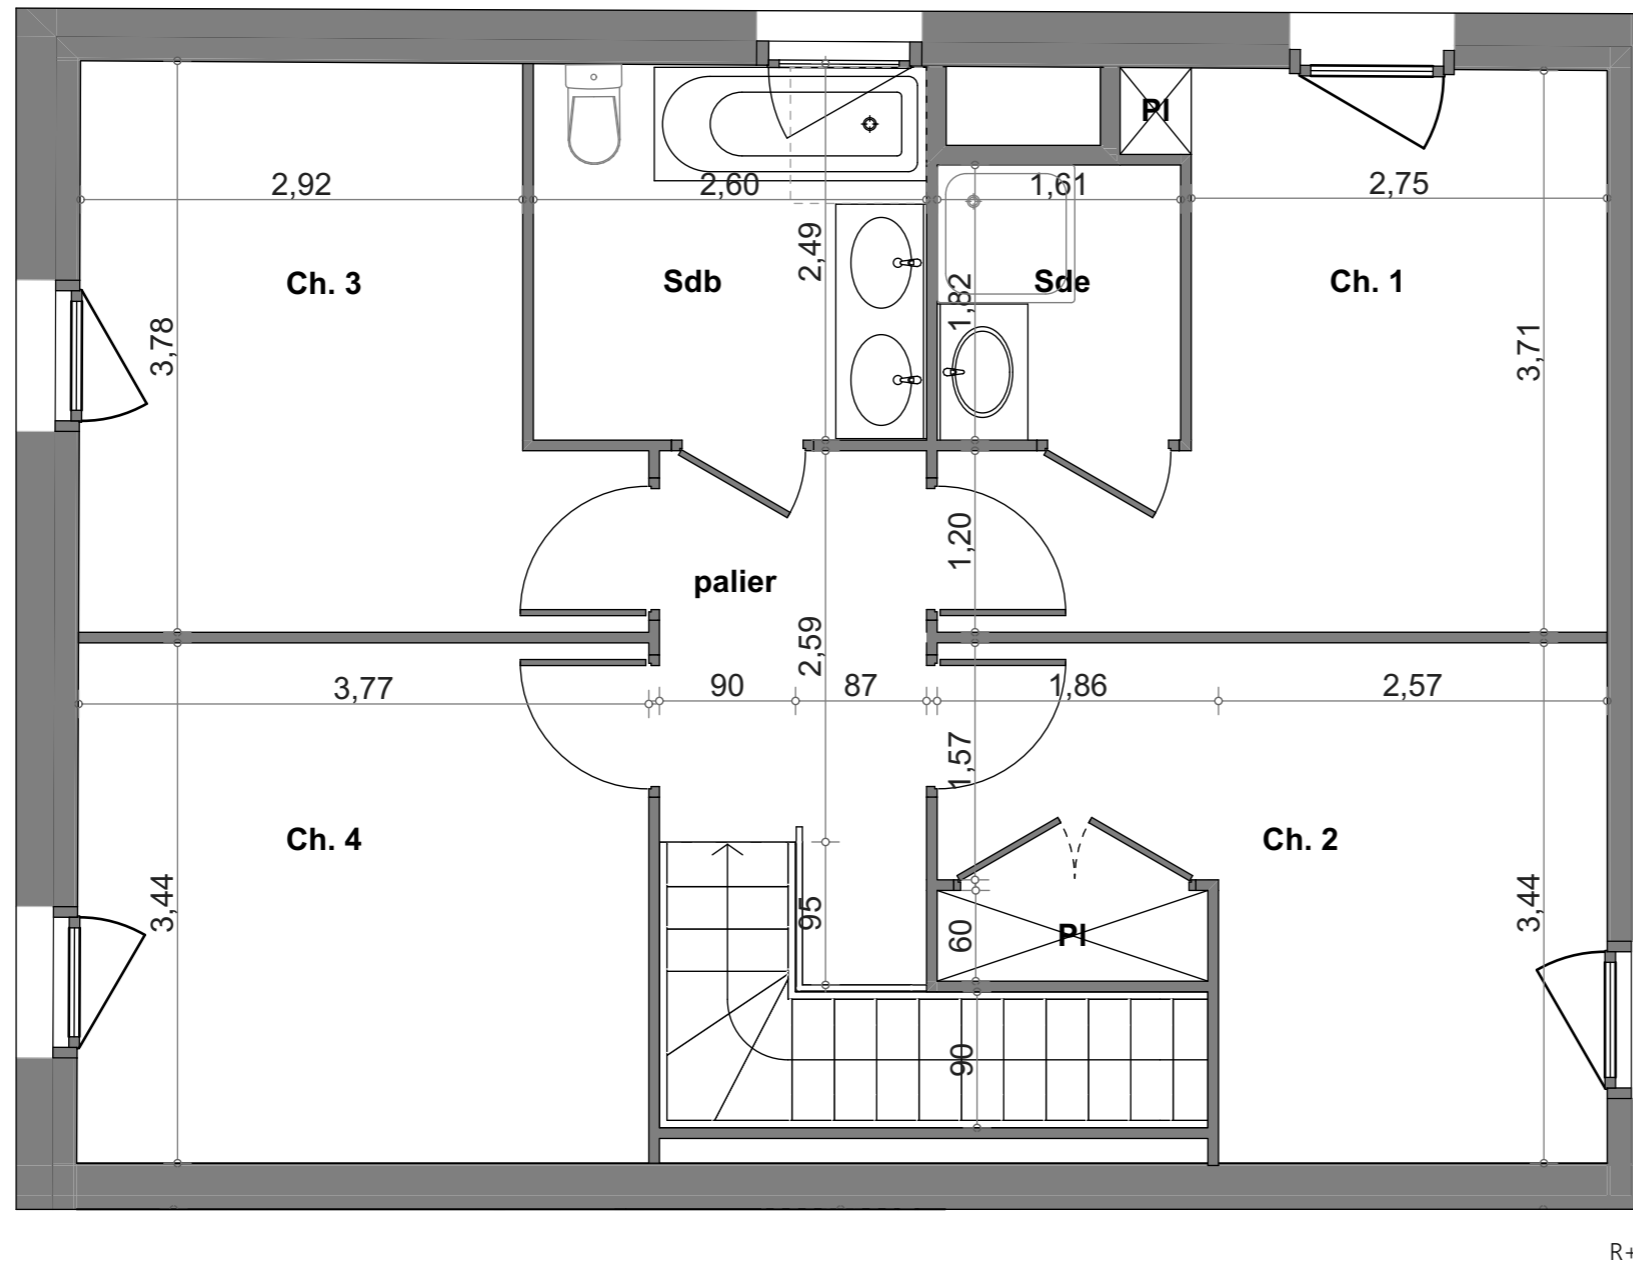 Pl
2,92
2,60
1,61
2,75
2,49
Ch. 3
Sdb
Sde
Ch. 1
1,82
3,78
3,71
1,20
palier
2,59
3,77
90
87
1,86
2,57
1,57
Ch. 4
Ch. 2
3,44
95
60
Pl
3,44
90
R+